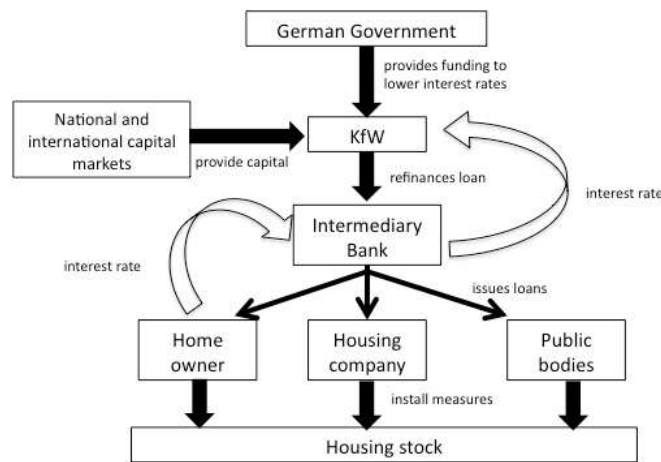 German Government
provides funding to
lower interest rates
National and
international capital
markets
provide capital
KfW
refinances loan
interest rate
Intermediary
Bank
interest rate
issues loans
Home
owner
Housing
company
Public
bodies
install measures
Housing stock